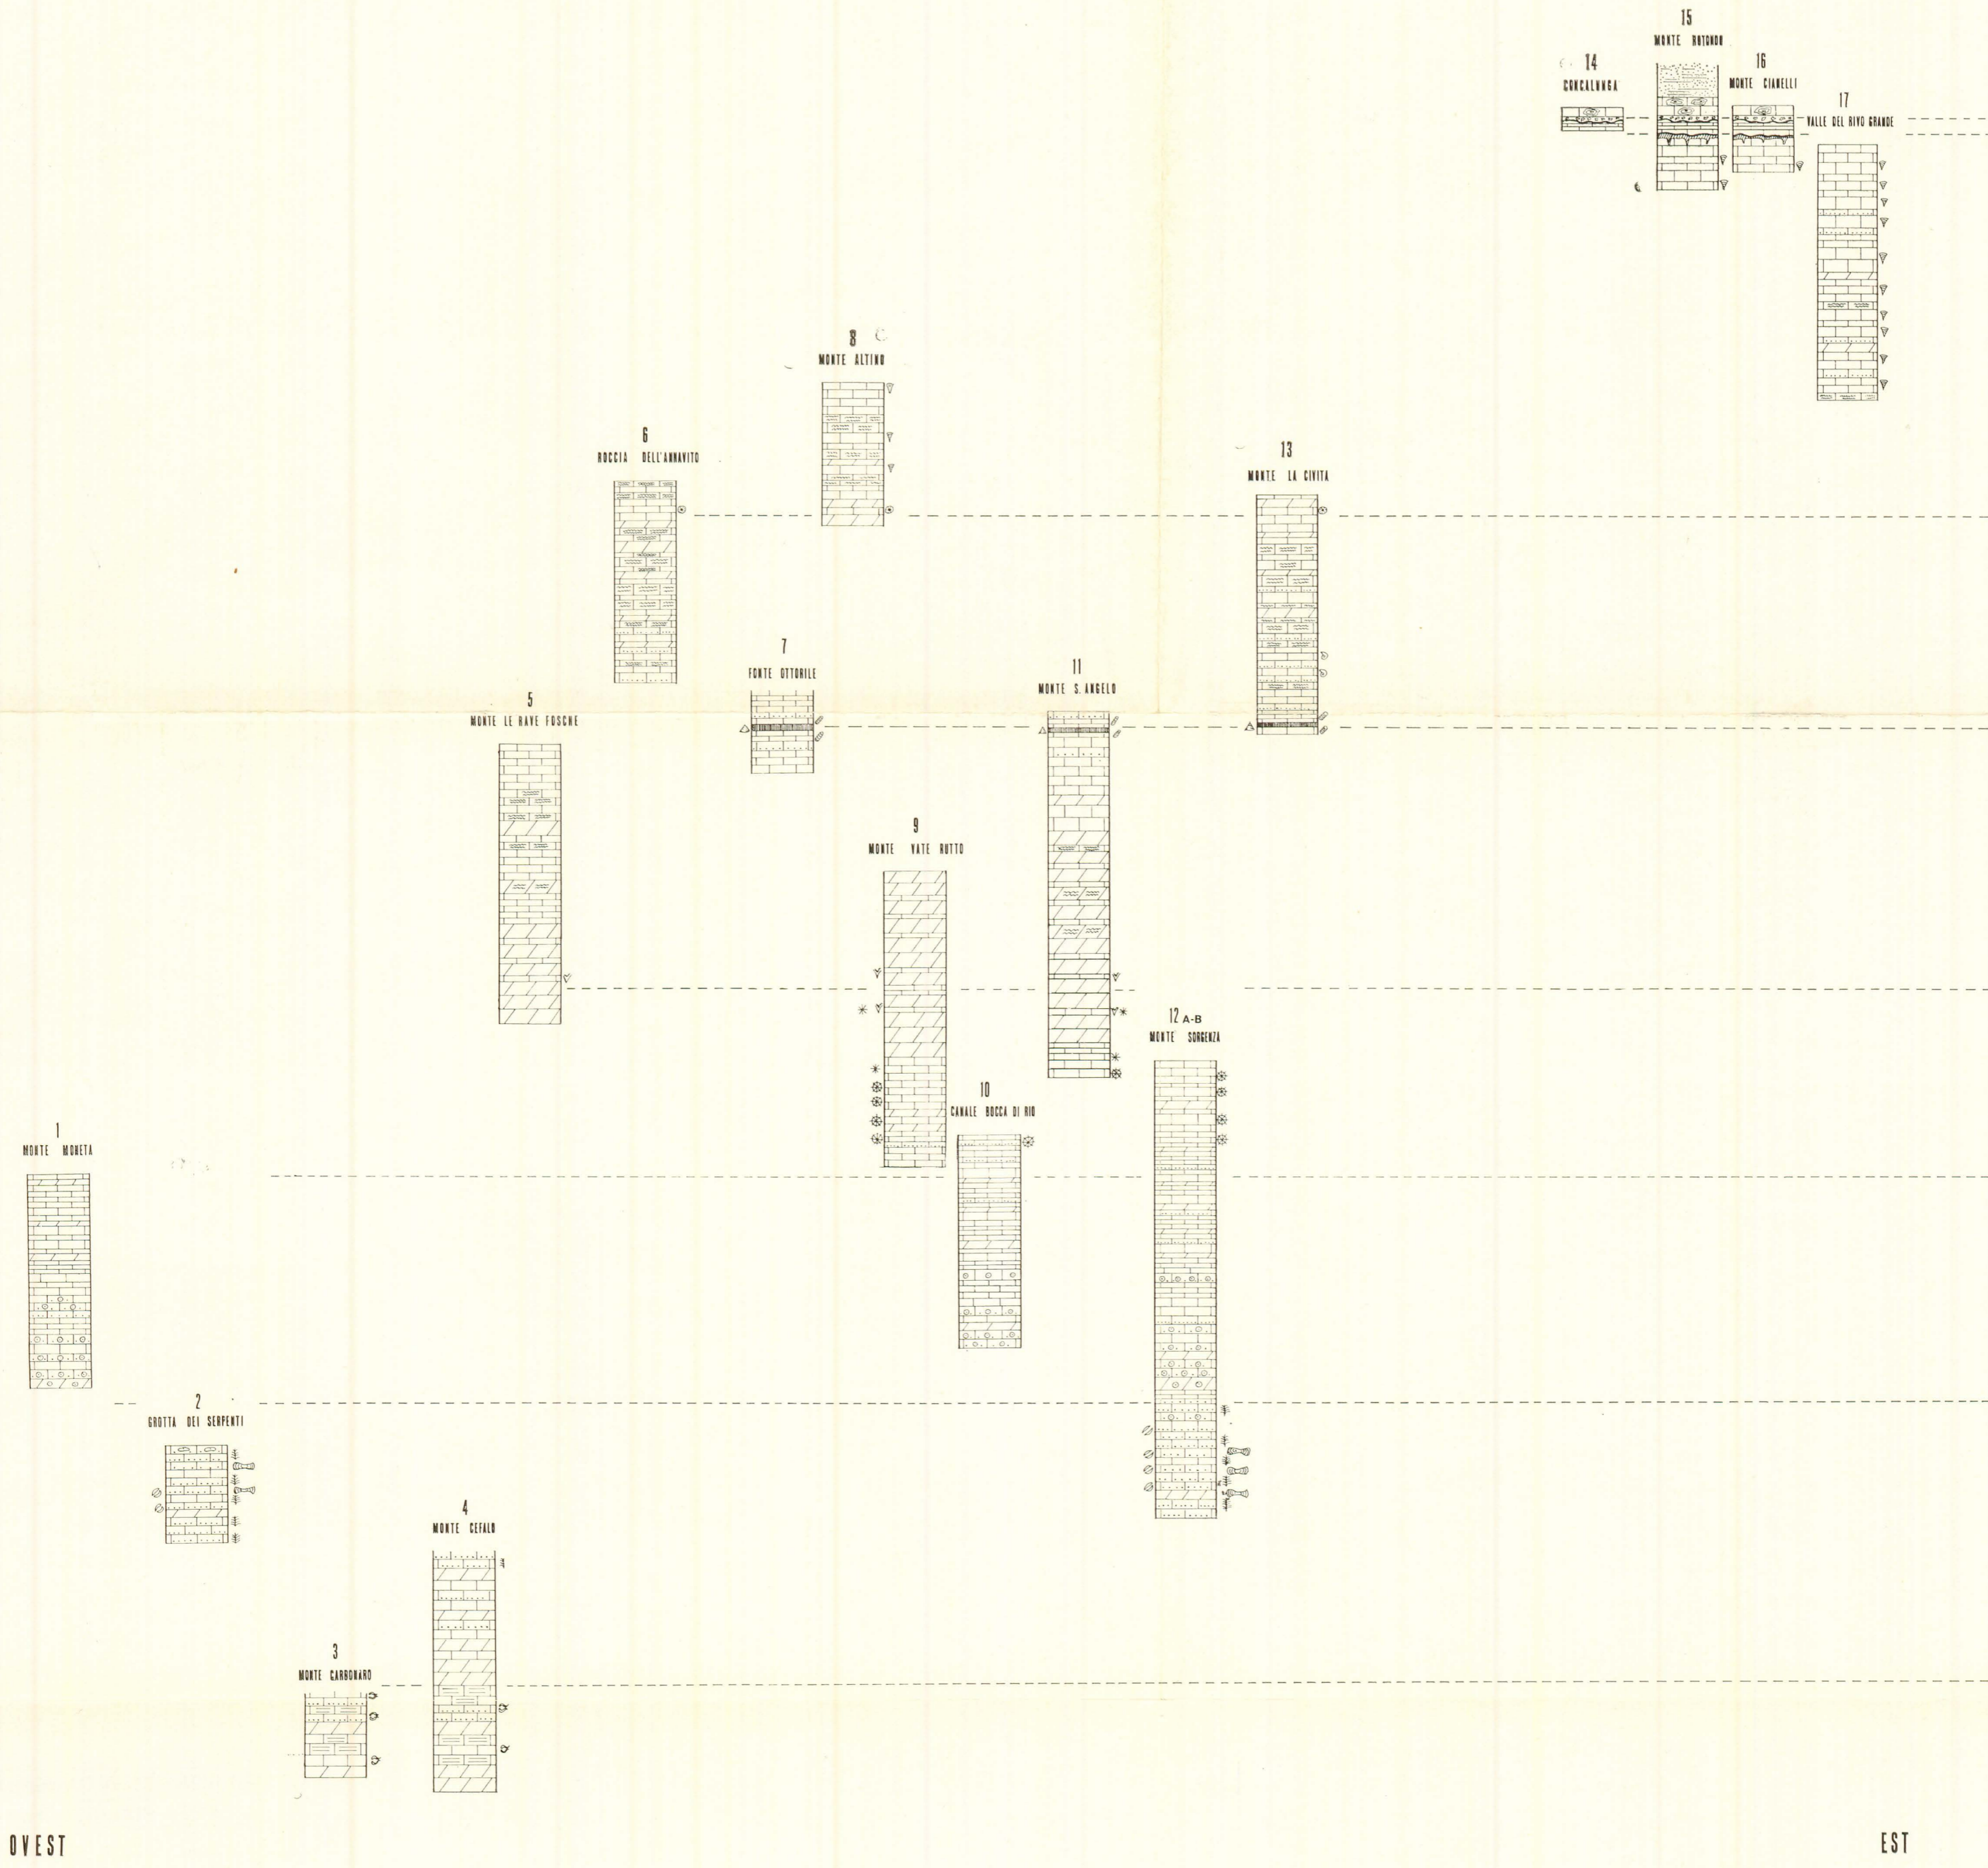 15
MONTE ROTONDO
14
CONCALUNGA
16
MONTE CIANELLI
17
VALLE DEL RIVO GRANDE
8
MONTE ALTINO
6
ROCCIA DELL'ANNAVITO
13
MONTE LA CIVITA
7
FONTE OTTORILE
11
MONTE S. ANGELO
5
MONTE LE RAVE FOSCHE
9
MONTE VATE RUTTO
12 A-B
MONTE SORGENZA
10
CANALE BOCCA DI RIO
1
MONTE MONETA
2
GROTTA DEI SERPENTI
4
MONTE CEFALO
3
MONTE CARBONARO
OVEST
EST